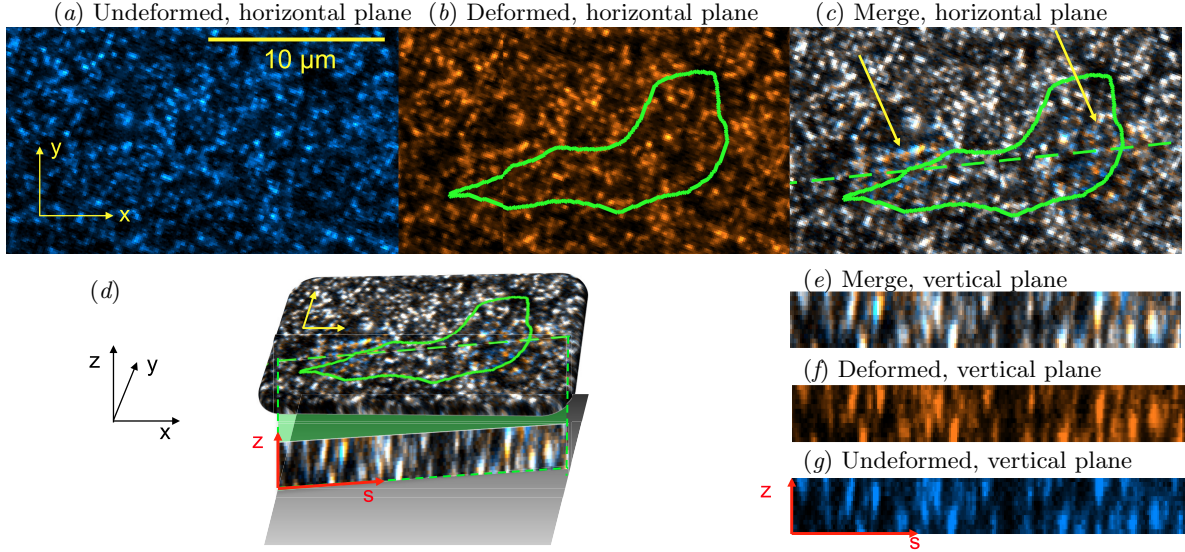 (a) Undeformed, horizontal plane
(b) Deformed, horizontal plane
(c) Merge, horizontal plane
10 µm
y
x
(d)
z
y
x
z
s
(e) Merge, vertical plane
(f) Deformed, vertical plane
(g) Undeformed, vertical plane
z
s